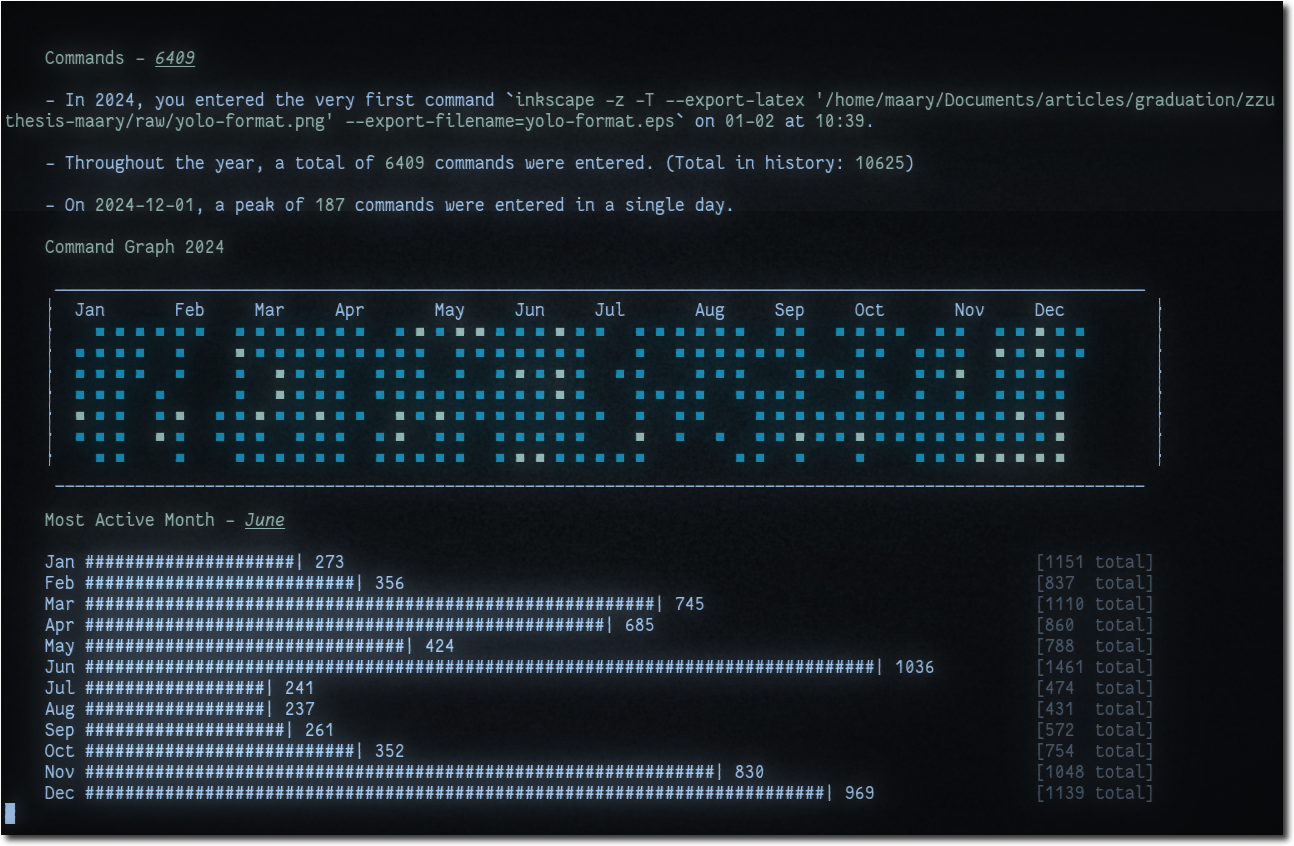 Commands - 6409
- In 2024, you entered the very first command `inkscape -z -T --export-latex '/home/maary/Documents/articles/graduation/zzu
thesis-maary/raw/yolo-format.png' --export-filename=yolo-format.eps` on 01-02 at 10:39.
- Throughout the year, a total of 6409 commands were entered. (Total in history: 10625)
- On 2024-12-01, a peak of 187 commands were entered in a single day.
Command Graph 2024
Jan Feb Mar Apr May Jun Jul Aug Sep Oct Nov Dec
Most Active Month - June
Jan #####################| 273 [1151 total]
Feb ###########################| 356 [837  total]
Mar #########################################################| 745 [1110 total]
Apr ####################################################| 685 [860  total]
May ################################| 424 [788  total]
Jun ###############################################################################| 1036 [1461 total]
Jul ##################| 241 [474  total]
Aug ##################| 237 [431  total]
Sep ####################| 261 [572  total]
Oct ###########################| 352 [754  total]
Nov ###############################################################| 830 [1048 total]
Dec ##########################################################################| 969 [1139 total]